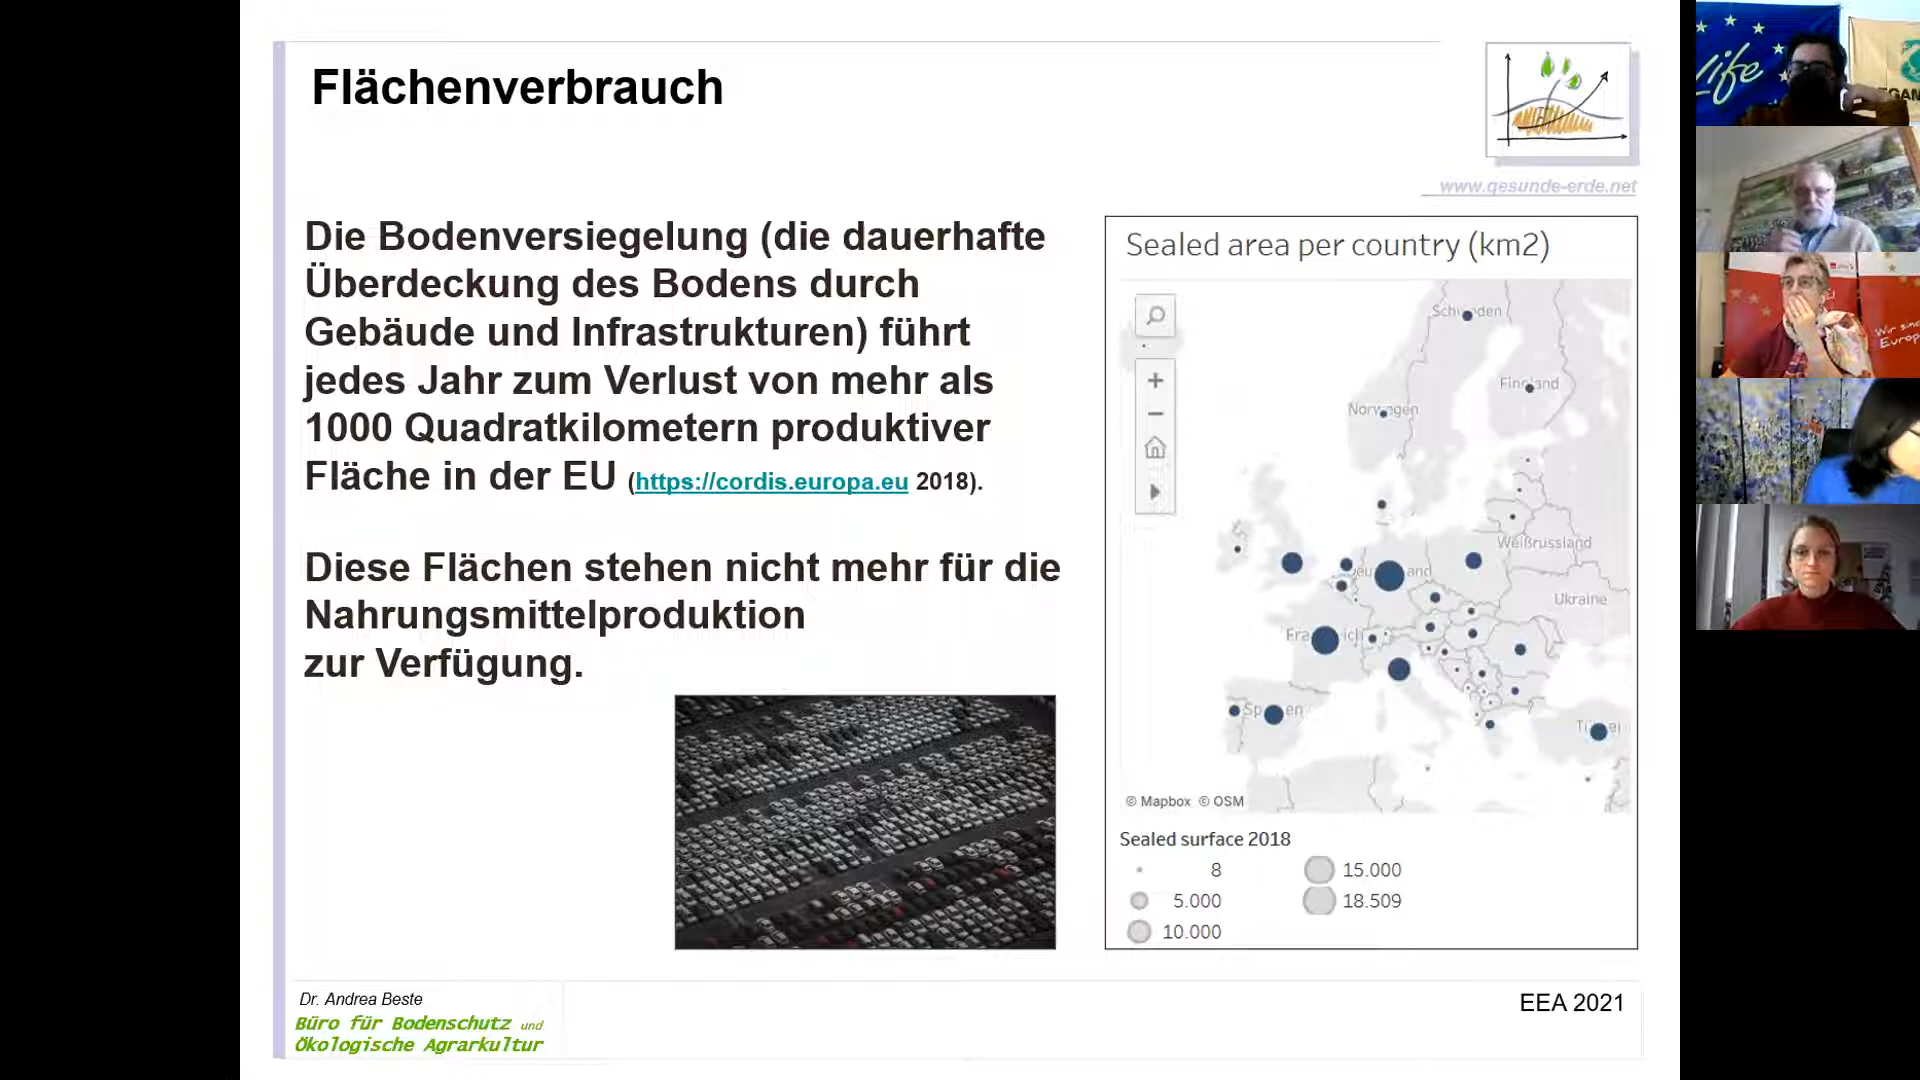 Flächenverbrauch
www.gesunde-erde.net
Die Bodenversiegelung (die dauerhafte
Überdeckung des Bodens durch
Gebäude und Infrastrukturen) führt
jedes Jahr zum Verlust von mehr als
1000 Quadratkilometern produktiver
Fläche in der EU (https://cordis.europa.eu 2018).
Diese Flächen stehen nicht mehr für die
Nahrungsmittelproduktion
zur Verfügung.
Sealed area per country (km2)
Finnland
Norwegen
Weißrussland
Ukraine
© Mapbox © OSM
Sealed surface 2018
8
5.000
10.000
15.000
18.509
Dr. Andrea Beste
Büro für Bodenschutz und
Ökologische Agrarkultur
EEA 2021
life
Wir sind
Europ